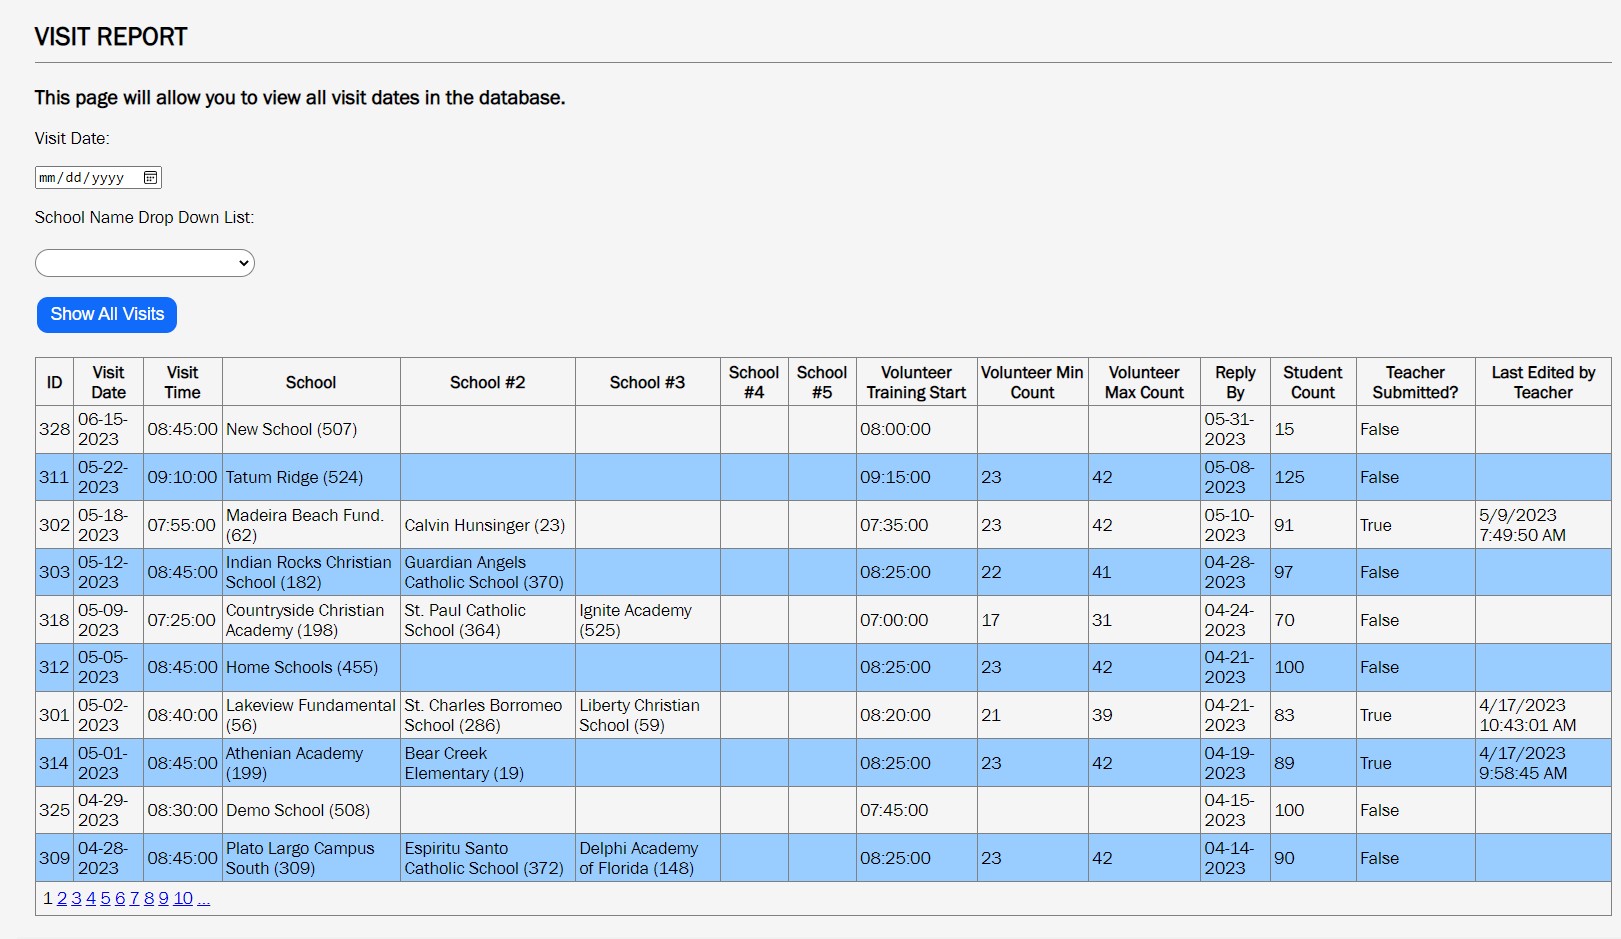 VISIT REPORT
This page will allow you to view all visit dates in the database.
Visit Date:
mm/dd/yyyy
School Name Drop Down List:
Show All Visits
ID Visit Date Visit Time School School #2 School #3 School #4 School #5 Volunteer Training Start Volunteer Min Count Volunteer Max Count Reply By Student Count Teacher Submitted? Last Edited by Teacher
328 06-15-2023 08:45:00 New School (507) 08:00:00 05-31-2023 15 False
311 05-22-2023 09:10:00 Tatum Ridge (524) 09:15:00 23 42 05-08-2023 125 False
302 05-18-2023 07:55:00 Madeira Beach Fund. (62) Calvin Hunsinger (23) 07:35:00 23 42 05-10-2023 91 True 5/9/2023 7:49:50 AM
303 05-12-2023 08:45:00 Indian Rocks Christian School (182) Guardian Angels Catholic School (370) 08:25:00 22 41 04-28-2023 97 False
318 05-09-2023 07:25:00 Countryside Christian Academy (198) St. Paul Catholic School (364) Ignite Academy (525) 07:00:00 17 31 04-24-2023 70 False
312 05-05-2023 08:45:00 Home Schools (455) 08:25:00 23 42 04-21-2023 100 False
301 05-02-2023 08:40:00 Lakeview Fundamental (56) St. Charles Borromeo School (286) Liberty Christian School (59) 08:20:00 21 39 04-21-2023 83 True 4/17/2023 10:43:01 AM
314 05-01-2023 08:45:00 Athenian Academy (199) Bear Creek Elementary (19) 08:25:00 23 42 04-19-2023 89 True 4/17/2023 9:58:45 AM
325 04-29-2023 08:30:00 Demo School (508) 07:45:00 04-15-2023 100 False
309 04-28-2023 08:45:00 Plato Largo Campus South (309) Espiritu Santo Catholic School (372) Delphi Academy of Florida (148) 08:25:00 23 42 04-14-2023 90 False
1 2 3 4 5 6 7 8 9 10 ...